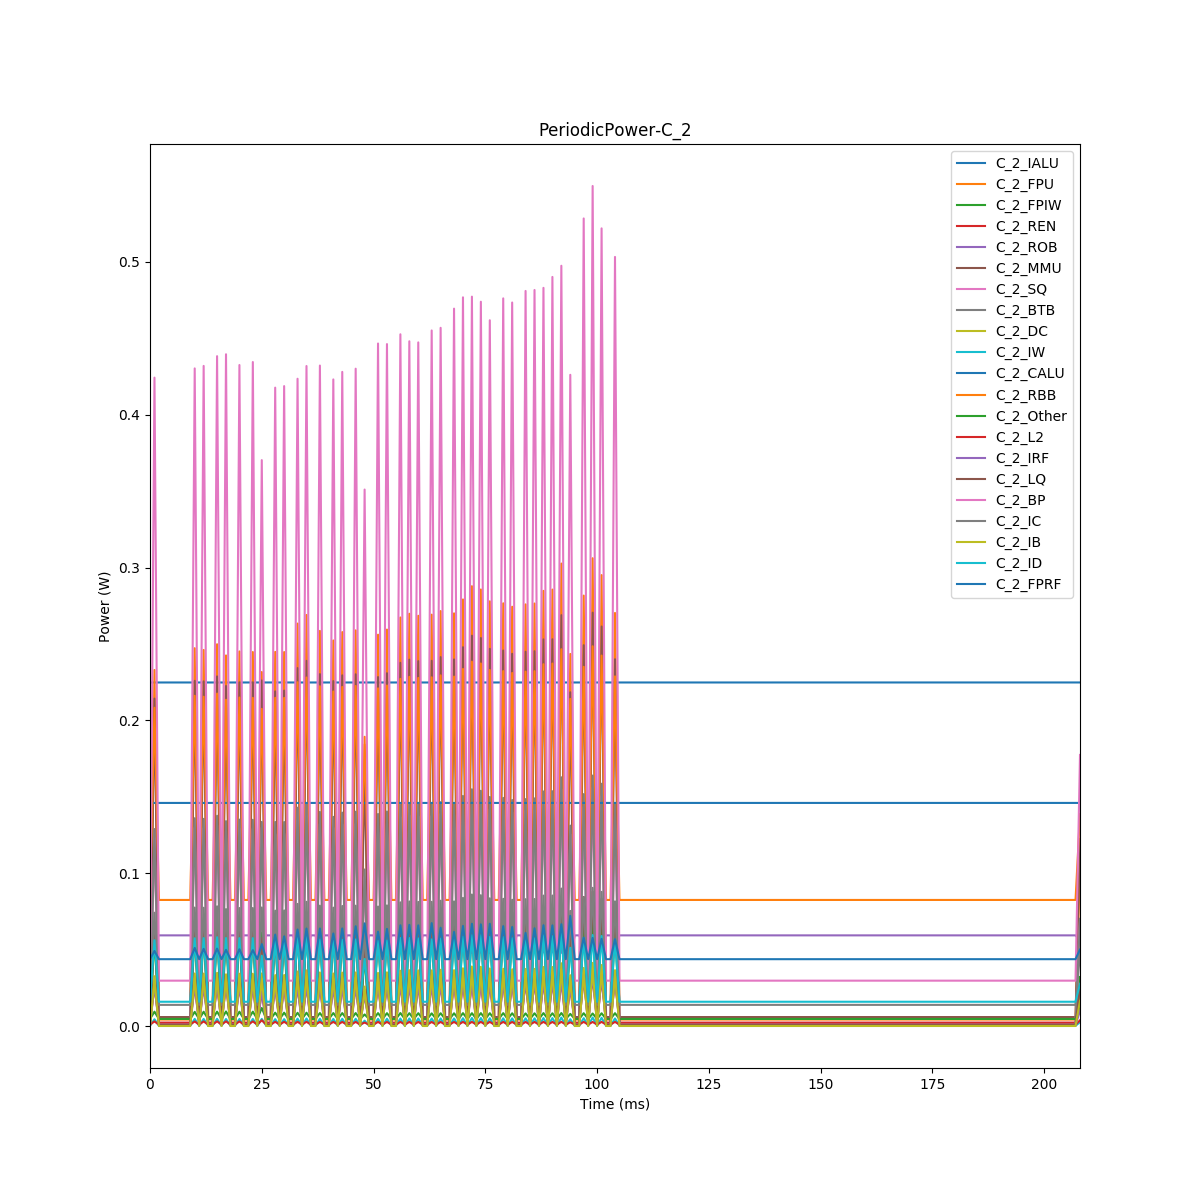 PeriodicPower-C_2
C_2_IALU
C_2_FPU
C_2_FPIW
C_2_REN
C_2_ROB
C_2_MMU
C_2_SQ
C_2_BTB
C_2_DC
C_2_IW
C_2_CALU
C_2_RBB
C_2_Other
C_2_L2
C_2_IRF
C_2_LQ
C_2_BP
C_2_IC
C_2_IB
C_2_ID
C_2_FPRF
Power (W)
0.5
0.4
0.3
0.2
0.1
0.0
0 25 50 75 100 125 150 175 200
Time (ms)